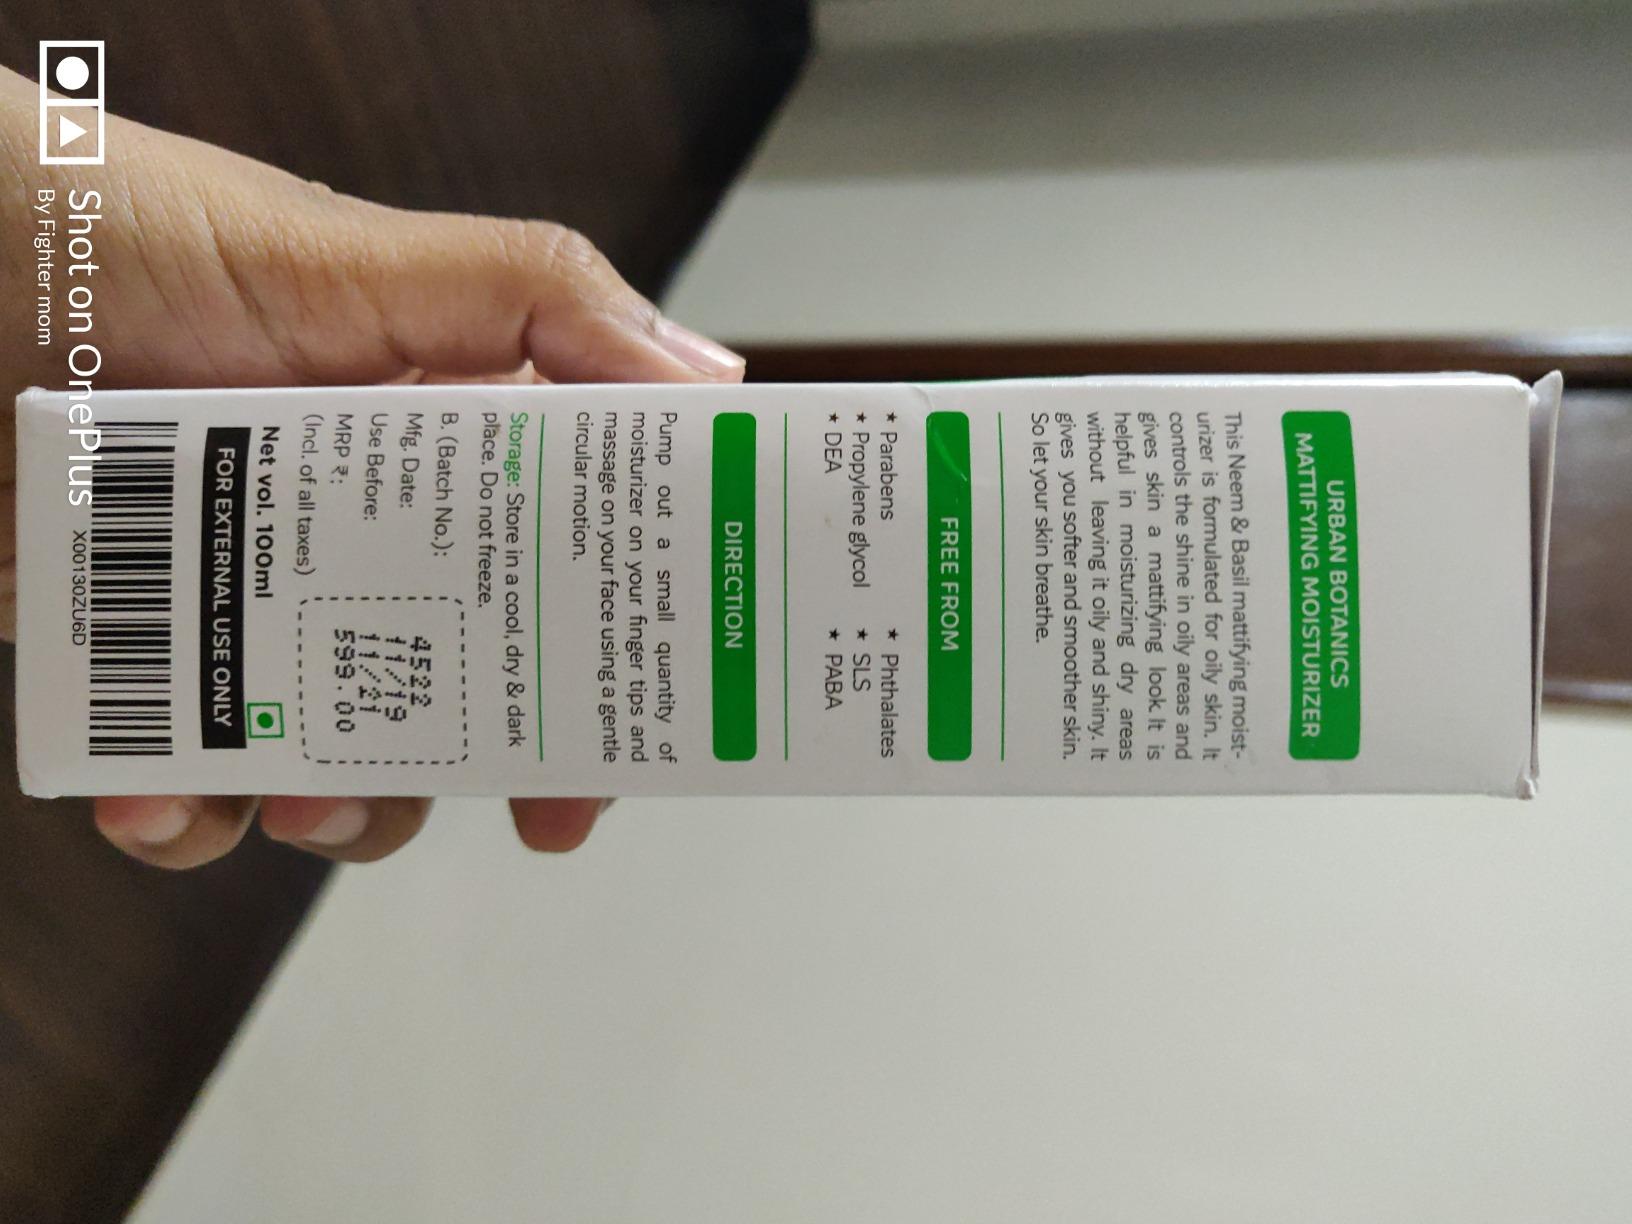 URBAN BOTANICS
MATTIFYING MOISTURIZER
This Neem & Basil mattifying moist-
urizer is formulated for oily skin. It
controls the shine in oily areas and
gives skin a mattifying look. It is
helpful in moisturizing dry areas
without leaving it oily and shiny. It
gives you softer and smoother skin.
So let your skin breathe.
FREE FROM
★ Parabens ★ Phthalates
★ Propylene glycol ★ SLS
★ DEA ★ PABA
DIRECTION
Pump out a small quantity of
moisturizer on your finger tips and
massage on your face using a gentle
circular motion.
Storage: Store in a cool, dry & dark
place. Do not freeze.
B. (Batch No.): 4522
Mfg. Date: 11/19
Use Before: 11/21
MRP ₹: 599.00
(Incl. of all taxes)
Net vol. 100ml
FOR EXTERNAL USE ONLY
X00130ZU6D
Shot on OnePlus
By Fighter mom